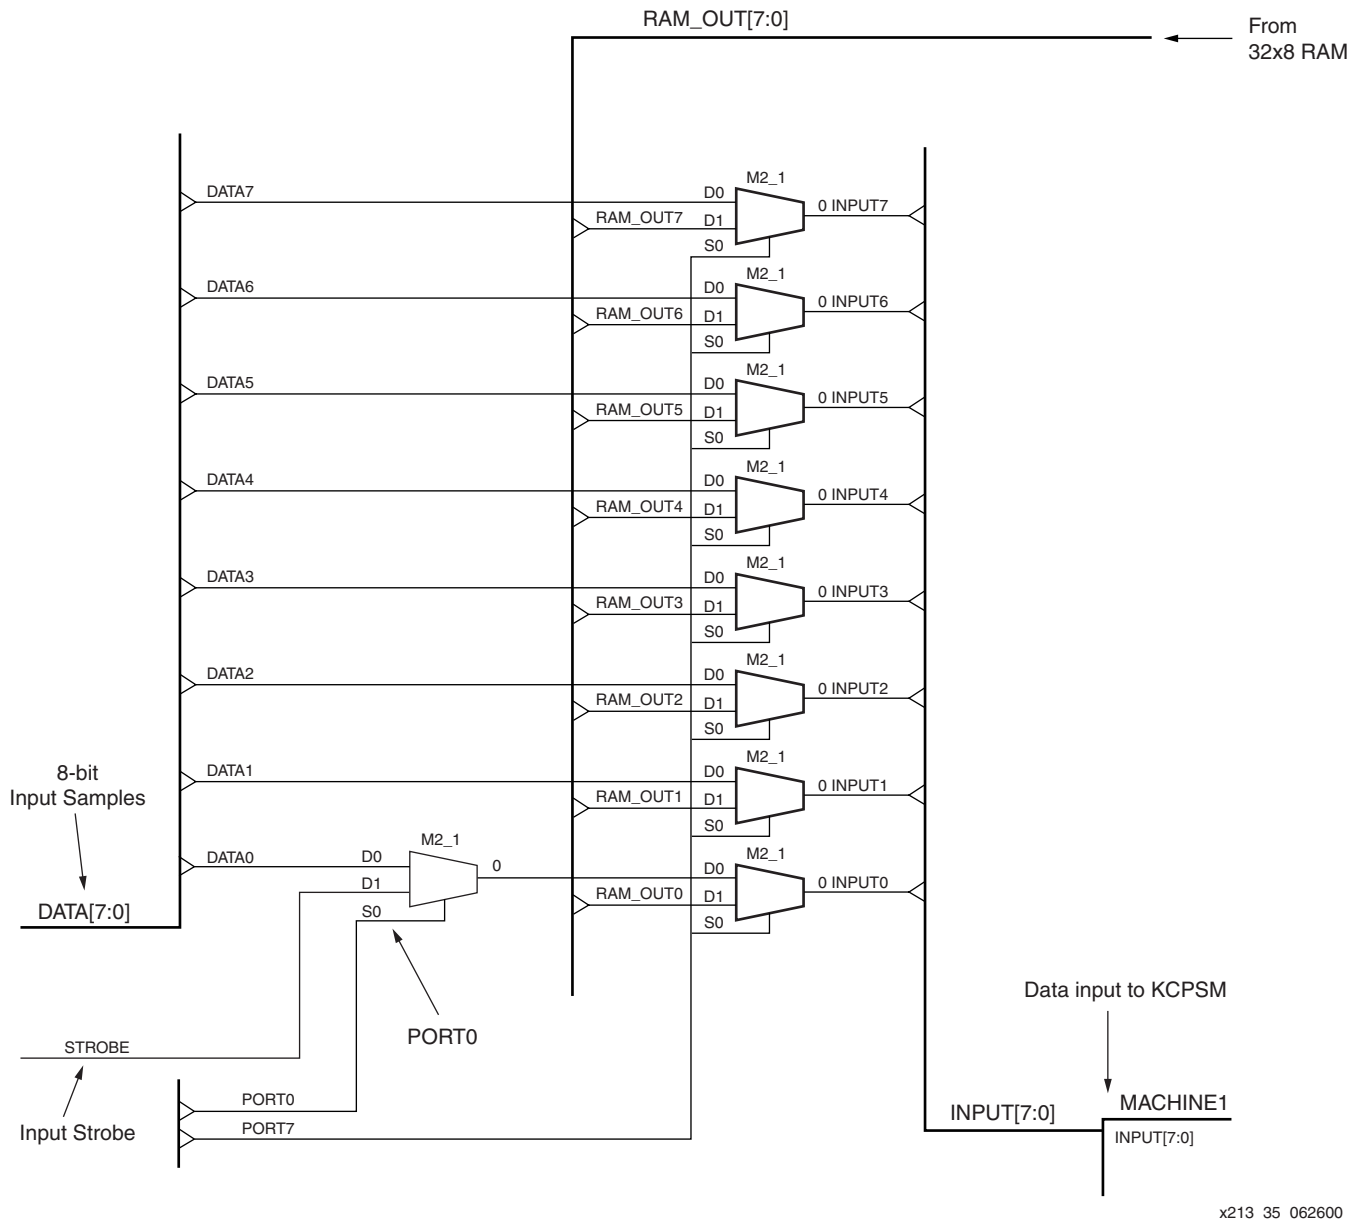 RAM_OUT[7:0]
From
32x8 RAM
M2_1
DATA7
D0
RAM_OUT7
D1
0 INPUT7
S0
M2_1
DATA6
D0
RAM_OUT6
D1
0 INPUT6
S0
M2_1
DATA5
D0
RAM_OUT5
D1
0 INPUT5
S0
M2_1
DATA4
D0
RAM_OUT4
D1
0 INPUT4
S0
M2_1
DATA3
D0
RAM_OUT3
D1
0 INPUT3
S0
M2_1
DATA2
D0
RAM_OUT2
D1
0 INPUT2
S0
M2_1
DATA1
D0
RAM_OUT1
D1
0 INPUT1
S0
8-bit
Input Samples
M2_1
DATA0
D0
0
D1
S0
M2_1
D0
RAM_OUT0
D1
0 INPUT0
S0
DATA[7:0]
PORT0
Data input to KCPSM
STROBE
Input Strobe
PORT0
PORT7
INPUT[7:0]
MACHINE1
INPUT[7:0]
x213_35_062600